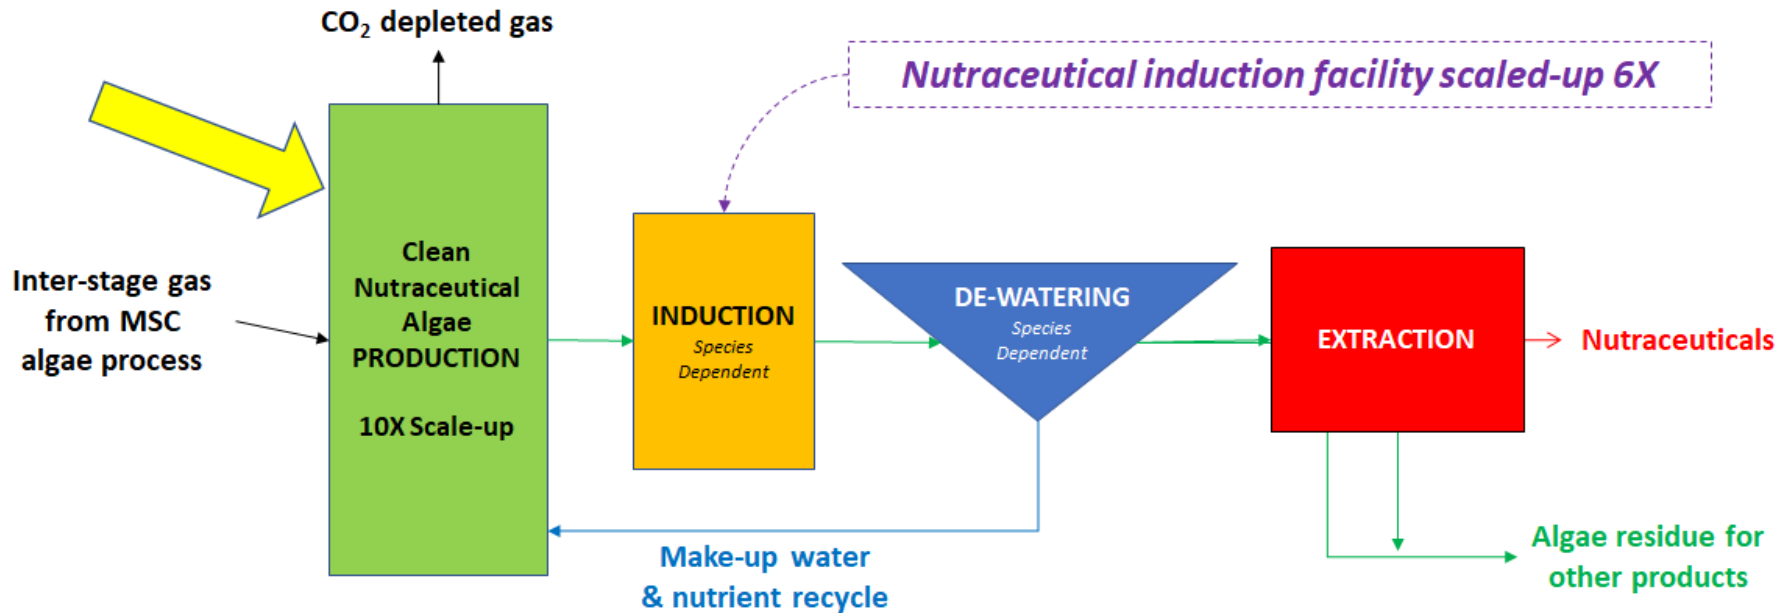 CO₂ depleted gas
Nutraceutical induction facility scaled-up 6X
Inter-stage gas
from MSC
algae process
Clean
Nutraceutical
Algae
PRODUCTION
10X Scale-up
INDUCTION
Species
Dependent
DE-WATERING
Species
Dependent
EXTRACTION
Nutraceuticals
Make-up water
& nutrient recycle
Algae residue for
other products